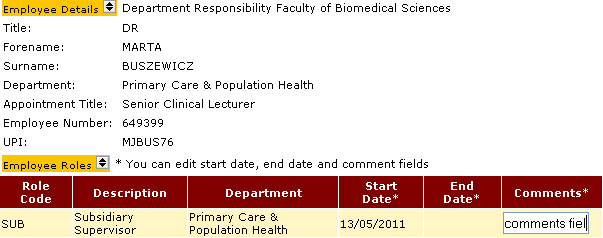 Employee Details Department Responsibility Faculty of Biomedical Sciences
Title: DR
Forename: MARTA
Surname: BUSZEWICZ
Department: Primary Care & Population Health
Appointment Title: Senior Clinical Lecturer
Employee Number: 649399
UPI: MJBUS76
Employee Roles * You can edit start date, end date and comment fields
Role Code Description Department Start Date* End Date* Comments*
SUB Subsidiary Supervisor Primary Care & Population Health 13/05/2011 comments fiel